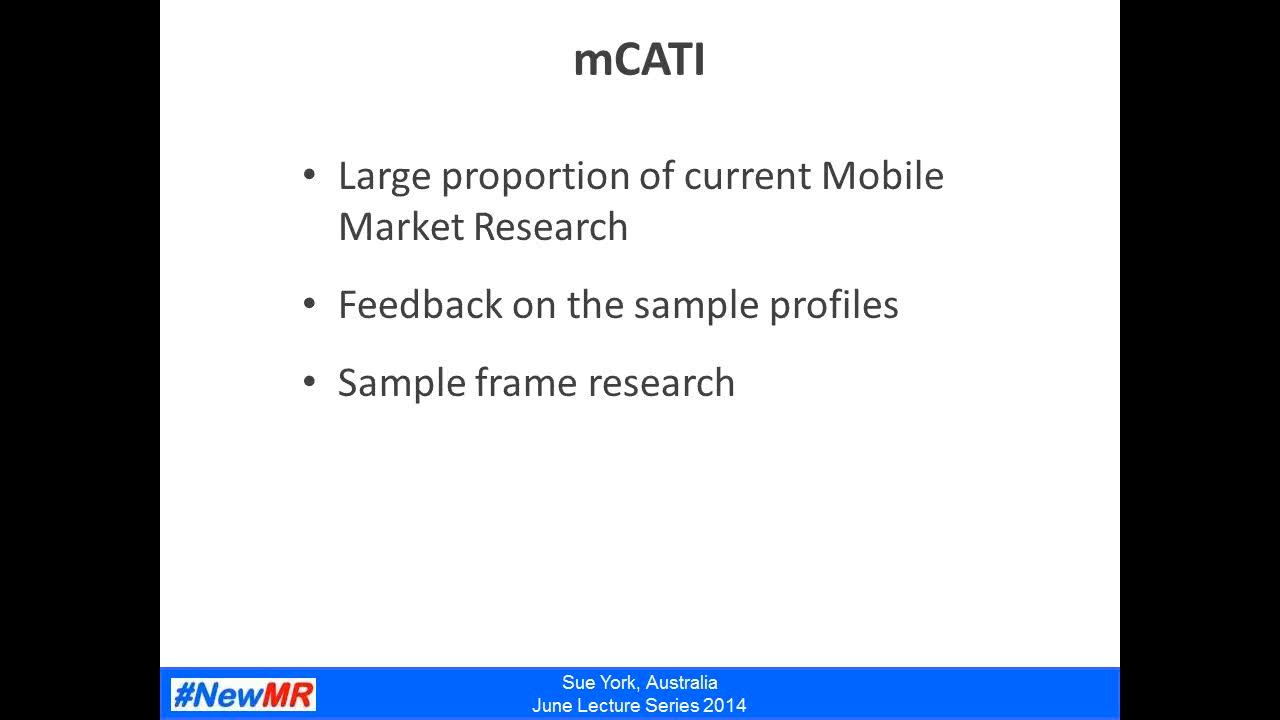 mCATI
• Large proportion of current Mobile
Market Research
• Feedback on the sample profiles
• Sample frame research
#NewMR
Sue York, Australia
June Lecture Series 2014